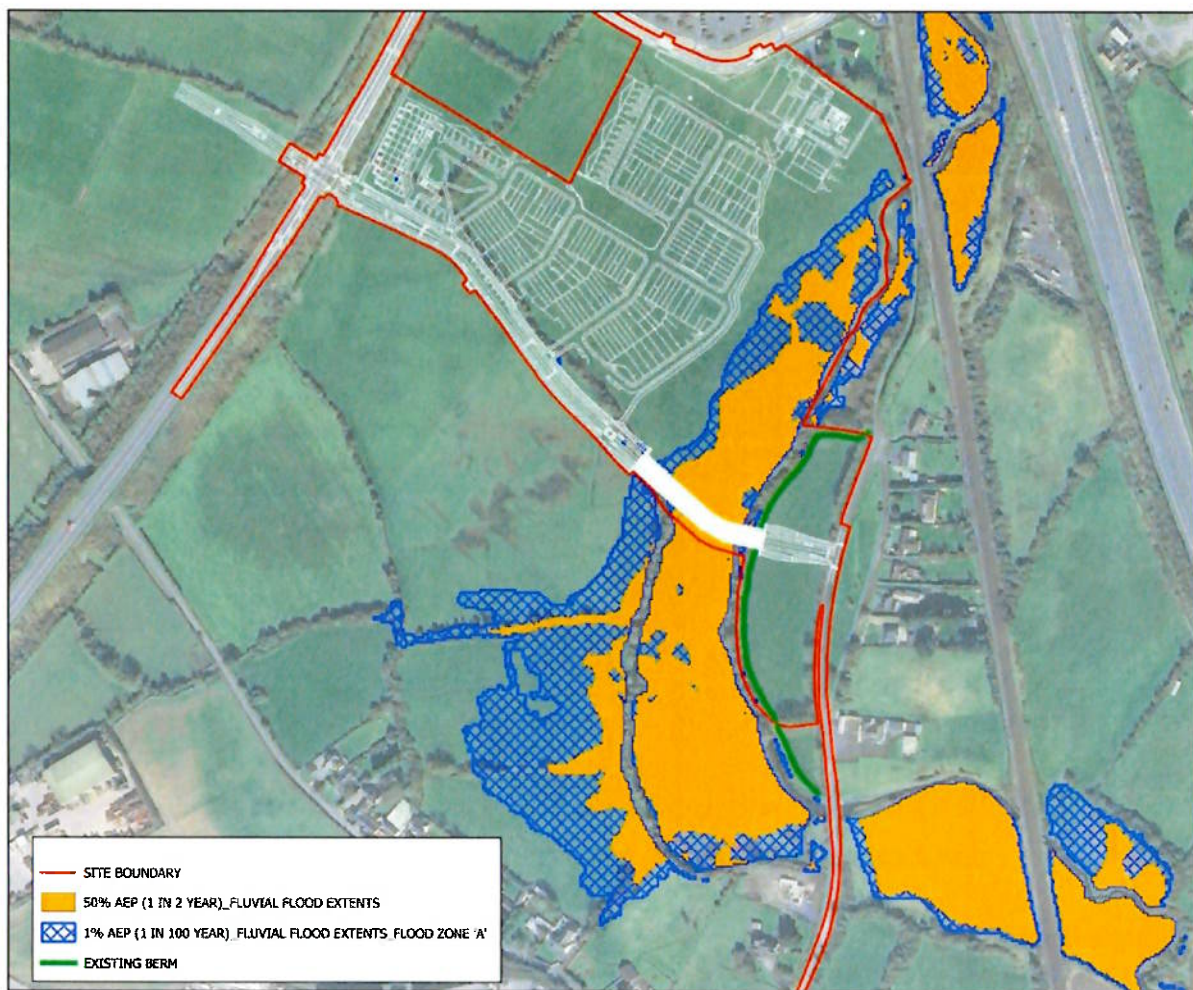 SITE BOUNDARY
50% AEP (1 IN 2 YEAR)_FLUVIAL FLOOD EXTENTS
1% AEP (1 IN 100 YEAR)_FLUVIAL FLOOD EXTENTS_FLOOD ZONE 'A'
EXISTING BERM